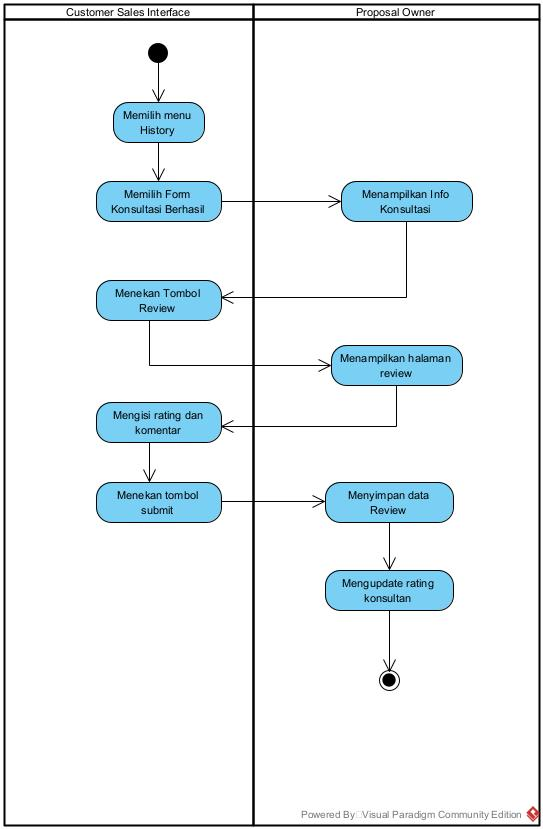 Customer Sales Interface
Proposal Owner
Memilih menu
History
Memilih Form
Konsultasi Berhasil
Menampilkan Info
Konsultasi
Menekan Tombol
Review
Menampilkan halaman
review
Mengisi rating dan
komentar
Menekan tombol
submit
Menyimpan data
Review
Mengupdate rating
konsultan
Powered By Visual Paradigm Community Edition